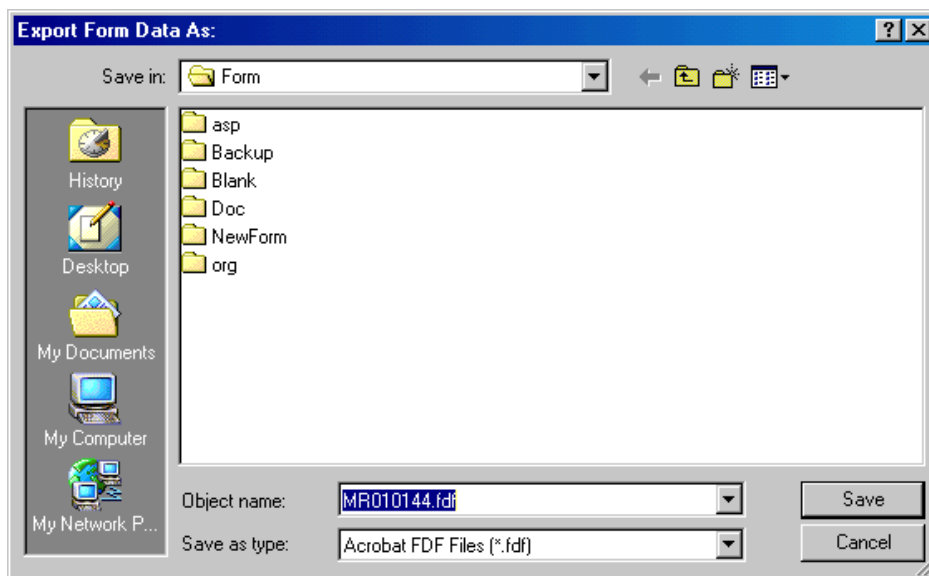 Export Form Data As:
Save in: Form
asp
Backup
Blank
Doc
NewForm
org
History
Desktop
My Documents
My Computer
My Network P...
Object name: MR010144.fdf Save
Save as type: Acrobat FDF Files (*.fdf) Cancel